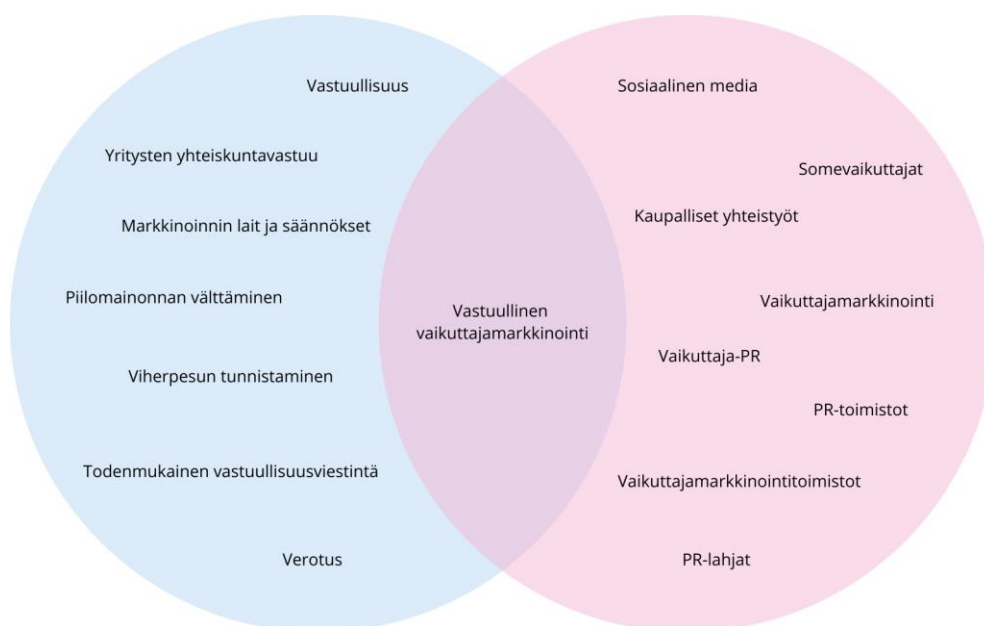 Vastuullisuus
Yritysten yhteiskuntavastuu
Markkinoinnin lait ja säännökset
Piilomainonnan välttäminen
Viherpesun tunnistaminen
Todenmukainen vastuullisuusviestintä
Verotus
Vastuullinen
vaikuttajamarkkinointi
Sosiaalinen media
Somevaikuttajat
Kaupalliset yhteistyöt
Vaikuttajamarkkinointi
Vaikuttaja-PR
PR-toimistot
Vaikuttajamarkkinointitoimistot
PR-lahjat